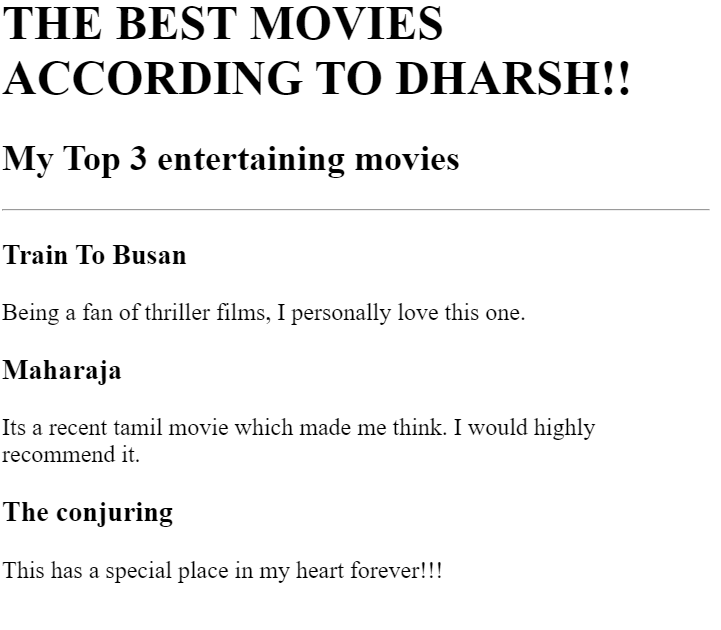 THE BEST MOVIES
ACCORDING TO DHARSH!!
My Top 3 entertaining movies
Train To Busan
Being a fan of thriller films, I personally love this one.
Maharaja
Its a recent tamil movie which made me think. I would highly
recommend it.
The conjuring
This has a special place in my heart forever!!!